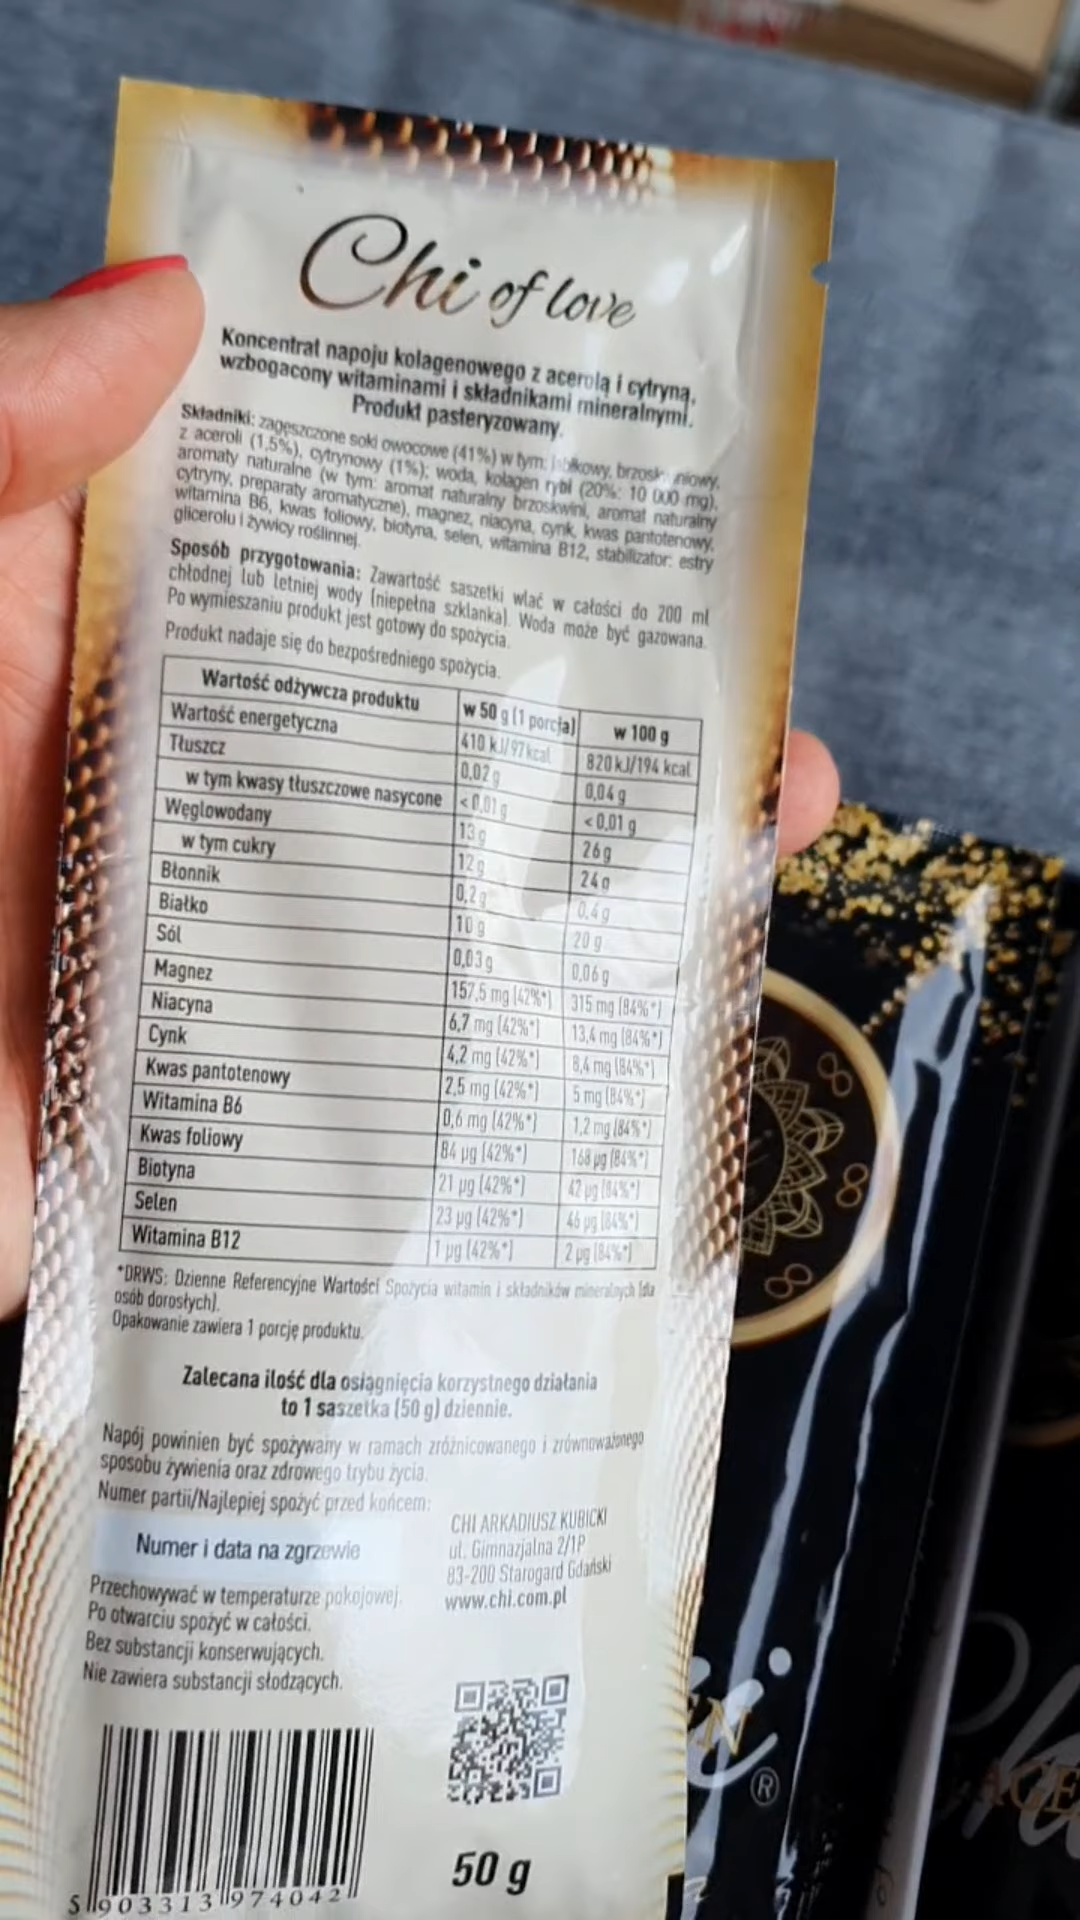 Chi of love
Koncentrat napoju kolagenowego z acerolą i cytryną,
wzbogacony witaminami i składnikami mineralnymi.
Produkt pasteryzowany.
Składniki: zagęszczone soki owocowe (41%) w tym: jabłkowy, brzoskwiniowy,
z aceroli (1,5%), cytrynowy (1%); woda, kolagen rybi (20%: 10 000 mg),
aromaty naturalne (w tym: aromat naturalny brzoskwini, aromat naturalny
cytryny, preparaty aromatyczne), magnez, niacyna, cynk, kwas pantotenowy,
witamina B6, kwas foliowy, biotyna, selen, witamina B12, stabilizator: estry
glicerolu i żywicy roślinnej.
Sposób przygotowania: Zawartość saszetki wlać w całości do 200 ml
chłodnej lub letniej wody (niepełna szklanka). Woda może być gazowana.
Po wymieszaniu produkt jest gotowy do spożycia.
Produkt nadaje się do bezpośredniego spożycia.
Wartość odżywcza produktu w 50 g (1 porcja) w 100 g
Wartość energetyczna 410 kJ/97 kcal 820 kJ/194 kcal
Tłuszcz 0,02 g 0,04 g
w tym kwasy tłuszczowe nasycone < 0,01 g < 0,01 g
Węglowodany 13 g 26 g
w tym cukry 12 g 24 g
Błonnik 0,2 g 0,4 g
Białko 10 g 20 g
Sól 0,03 g 0,06 g
Magnez 157,5 mg (42%*) 315 mg (84%*)
Niacyna 6,7 mg (42%*) 13,4 mg (84%*)
Cynk 4,2 mg (42%*) 8,4 mg (84%*)
Kwas pantotenowy 2,5 mg (42%*) 5 mg (84%*)
Witamina B6 0,6 mg (42%*) 1,2 mg (84%*)
Kwas foliowy 84 µg (42%*) 168 µg (84%*)
Biotyna 21 µg (42%*) 42 µg (84%*)
Selen 23 µg (42%*) 46 µg (84%*)
Witamina B12 1 µg (42%*) 2 µg (84%*)
*DRWS: Dzienne Referencyjne Wartości Spożycia witamin i składników mineralnych (dla
osób dorosłych).
Opakowanie zawiera 1 porcję produktu.
Zalecana ilość dla osiągnięcia korzystnego działania
to 1 saszetka (50 g) dziennie.
Napój powinien być spożywany w ramach zróżnicowanego i zrównoważonego
sposobu żywienia oraz zdrowego trybu życia.
Numer partii/Najlepiej spożyć przed końcem:
Numer i data na zgrzewie
CHI ARKADIUSZ KUBICKI
ul. Gimnazjalna 2/1P
83-200 Starogard Gdański
www.chi.com.pl
Przechowywać w temperaturze pokojowej.
Po otwarciu spożyć w całości.
Bez substancji konserwujących.
Nie zawiera substancji słodzących.
5 903313 974042
50 g
®